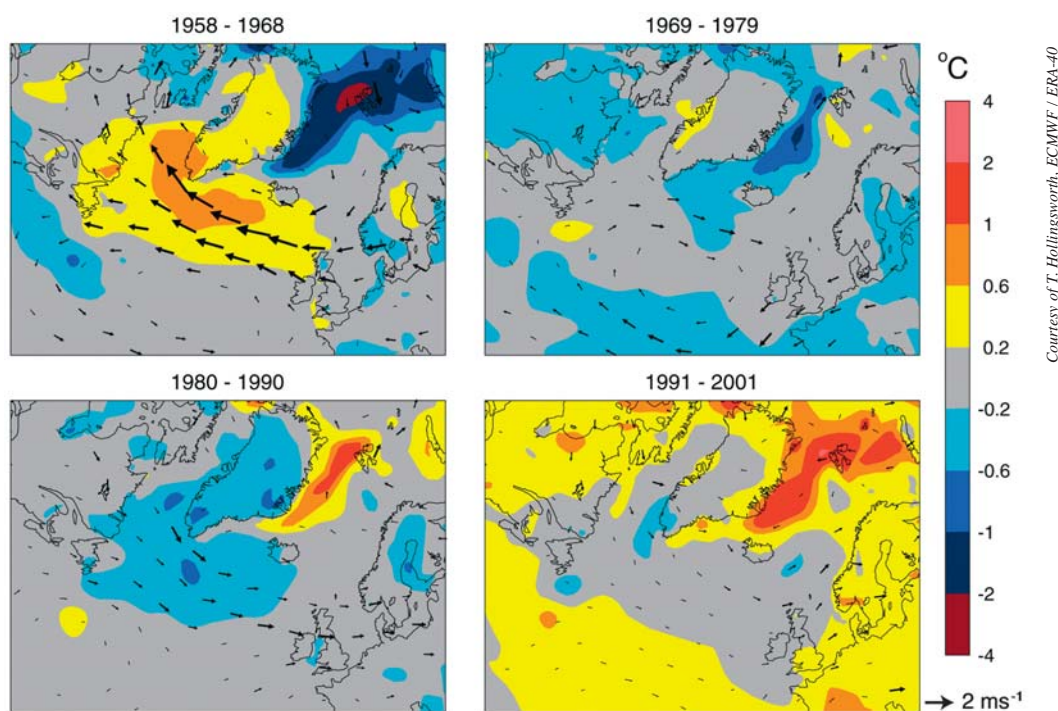 1958 - 1968
1969 - 1979
1980 - 1990
1991 - 2001
°C
4
2
1
0.6
0.2
-0.2
-0.6
-1
-2
-4
2 ms⁻¹
Courtesy of T. Hollingsworth, ECMWF / ERA-40